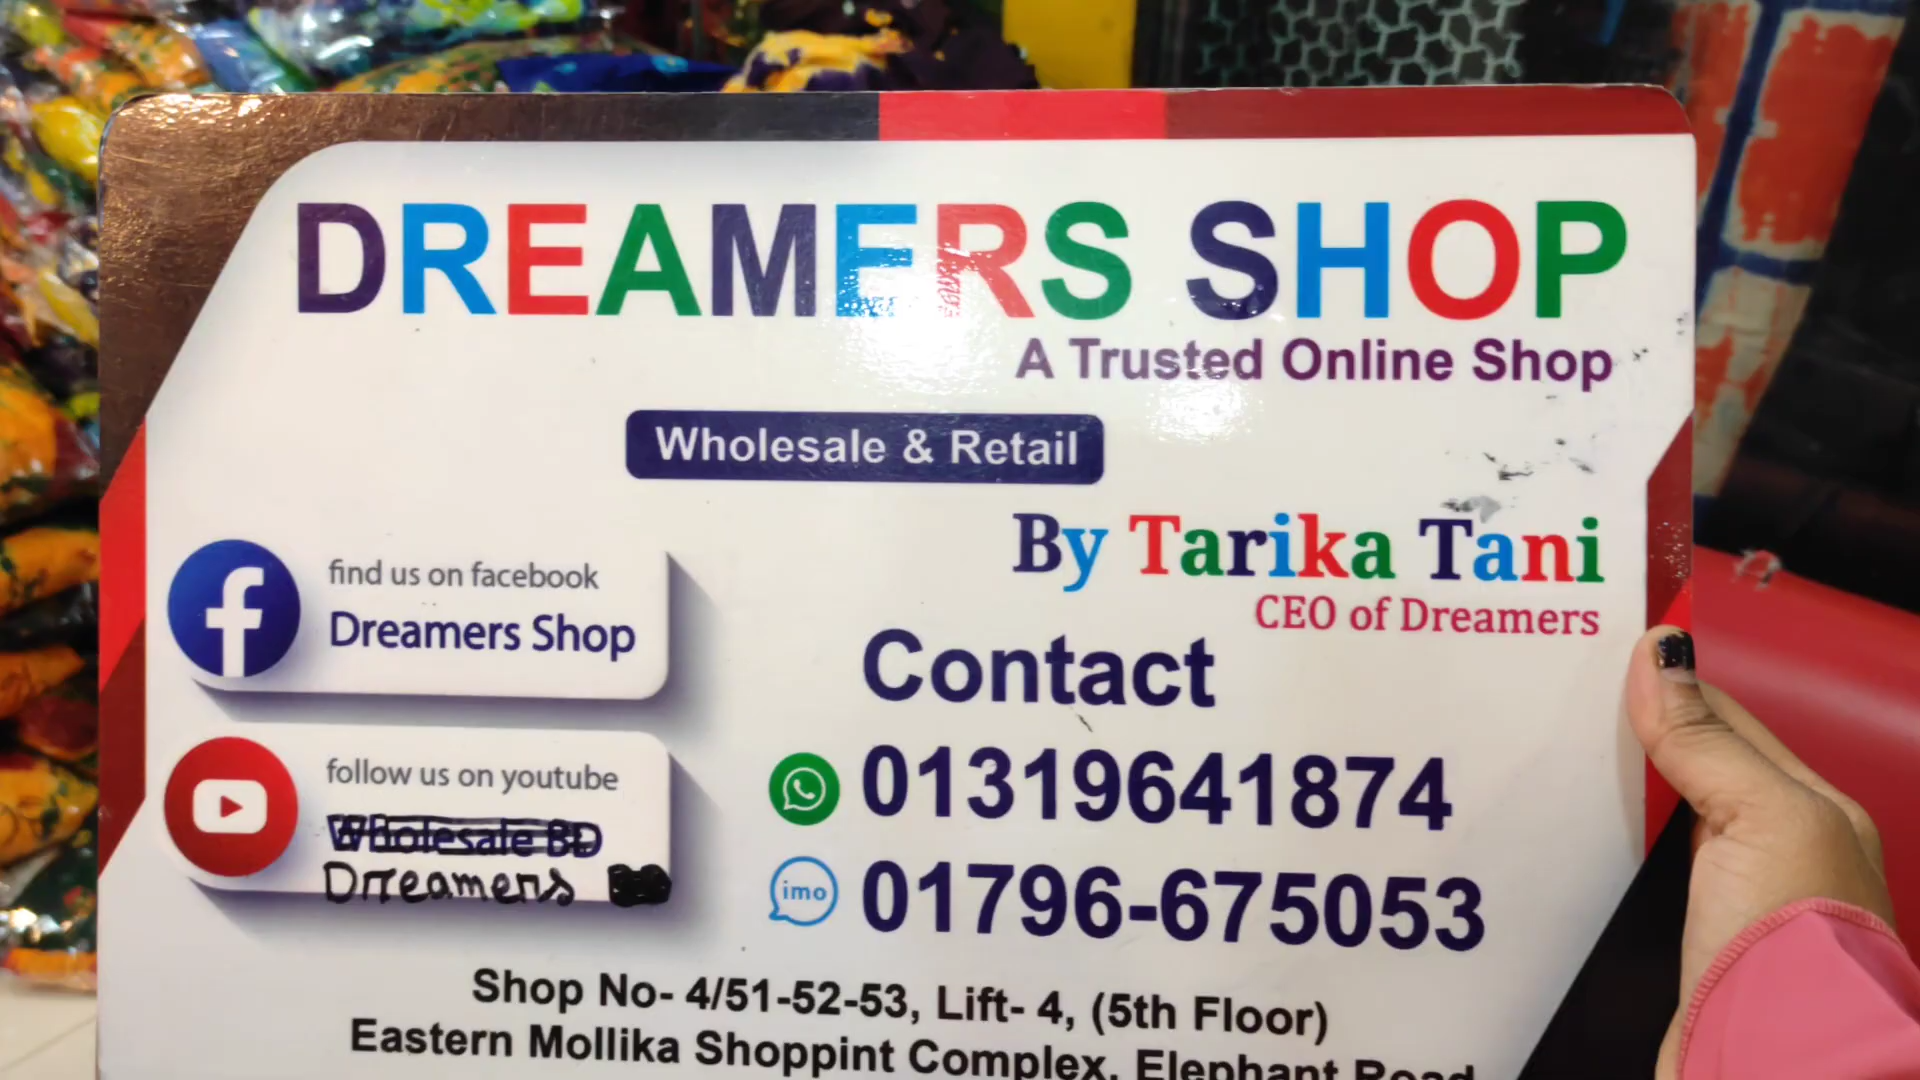 DREAMERS SHOP
A Trusted Online Shop
Wholesale & Retail
By Tarika Tani
CEO of Dreamers
find us on facebook
Dreamers Shop
follow us on youtube
Wholesale BD
Dreamers
Contact
01319641874
imo 01796-675053
Shop No- 4/51-52-53, Lift- 4, (5th Floor)
Eastern Mollika Shoppint Complex, Elephant Road